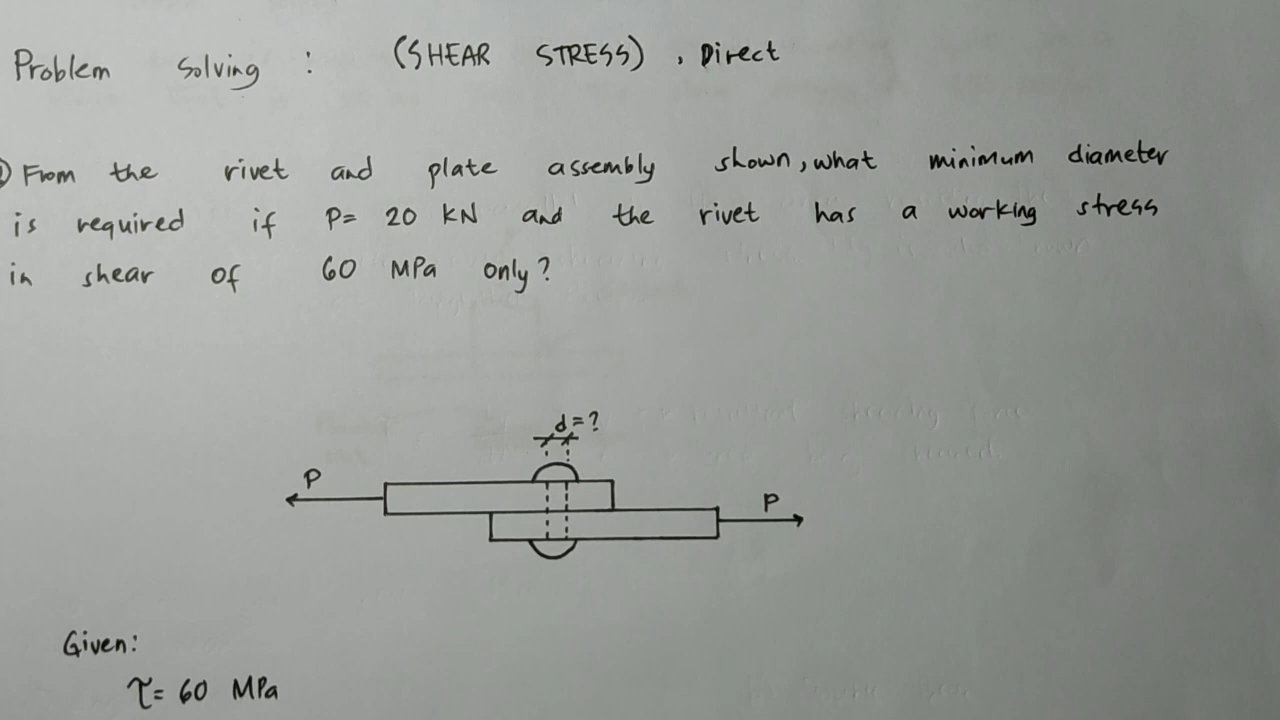 Problem Solving : (SHEAR STRESS) , Direct
From the rivet and plate assembly shown, what minimum diameter
is required if P= 20 kN and the rivet has a working stress
in shear of 60 MPa only?
d=?
P
P
Given:
τ= 60 MPa